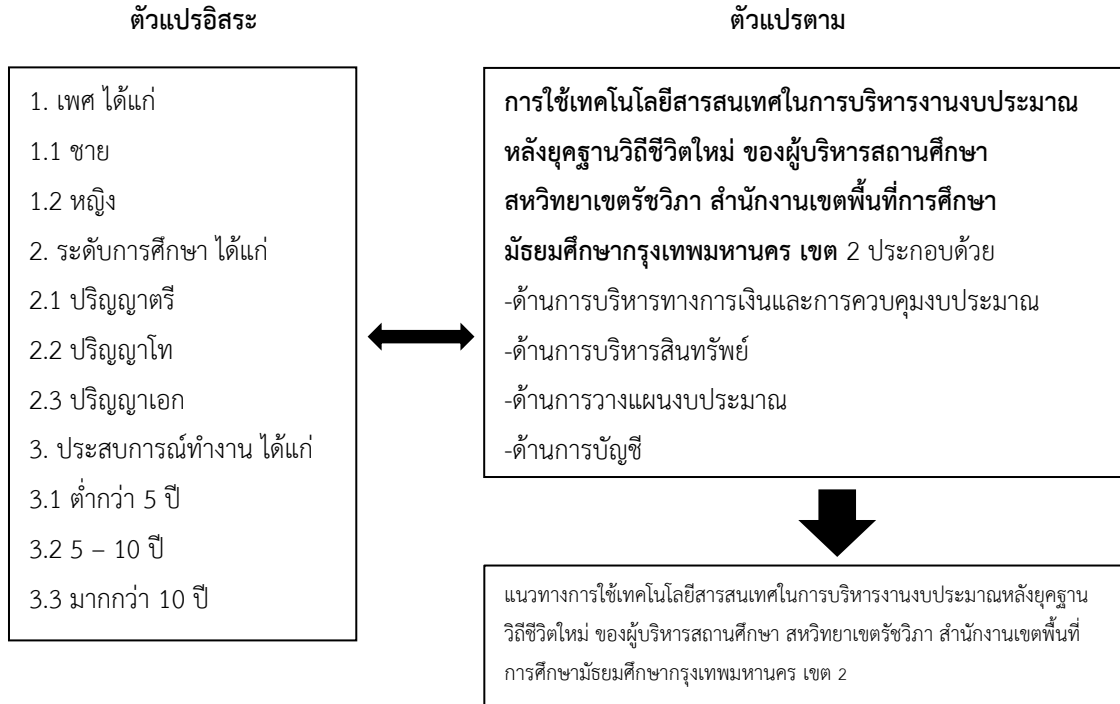 ตัวแปรอิสระ
1. เพศ ได้แก่
1.1 ชาย
1.2 หญิง
2. ระดับการศึกษา ได้แก่
2.1 ปริญญาตรี
2.2 ปริญญาโท
2.3 ปริญญาเอก
3. ประสบการณ์ทำงาน ได้แก่
3.1 ต่ำกว่า 5 ปี
3.2 5 – 10 ปี
3.3 มากกว่า 10 ปี
ตัวแปรตาม
การใช้เทคโนโลยีสารสนเทศในการบริหารงานงบประมาณ
หลังยุคฐานวิถีชีวิตใหม่ ของผู้บริหารสถานศึกษา
สหวิทยาเขตรัชวิภา สำนักงานเขตพื้นที่การศึกษา
มัธยมศึกษากรุงเทพมหานคร เขต 2 ประกอบด้วย
-ด้านการบริหารทางการเงินและการควบคุมงบประมาณ
-ด้านการบริหารสินทรัพย์
-ด้านการวางแผนงบประมาณ
-ด้านการบัญชี
แนวทางการใช้เทคโนโลยีสารสนเทศในการบริหารงานงบประมาณหลังยุคฐาน
วิถีชีวิตใหม่ ของผู้บริหารสถานศึกษา สหวิทยาเขตรัชวิภา สำนักงานเขตพื้นที่
การศึกษามัธยมศึกษากรุงเทพมหานคร เขต 2